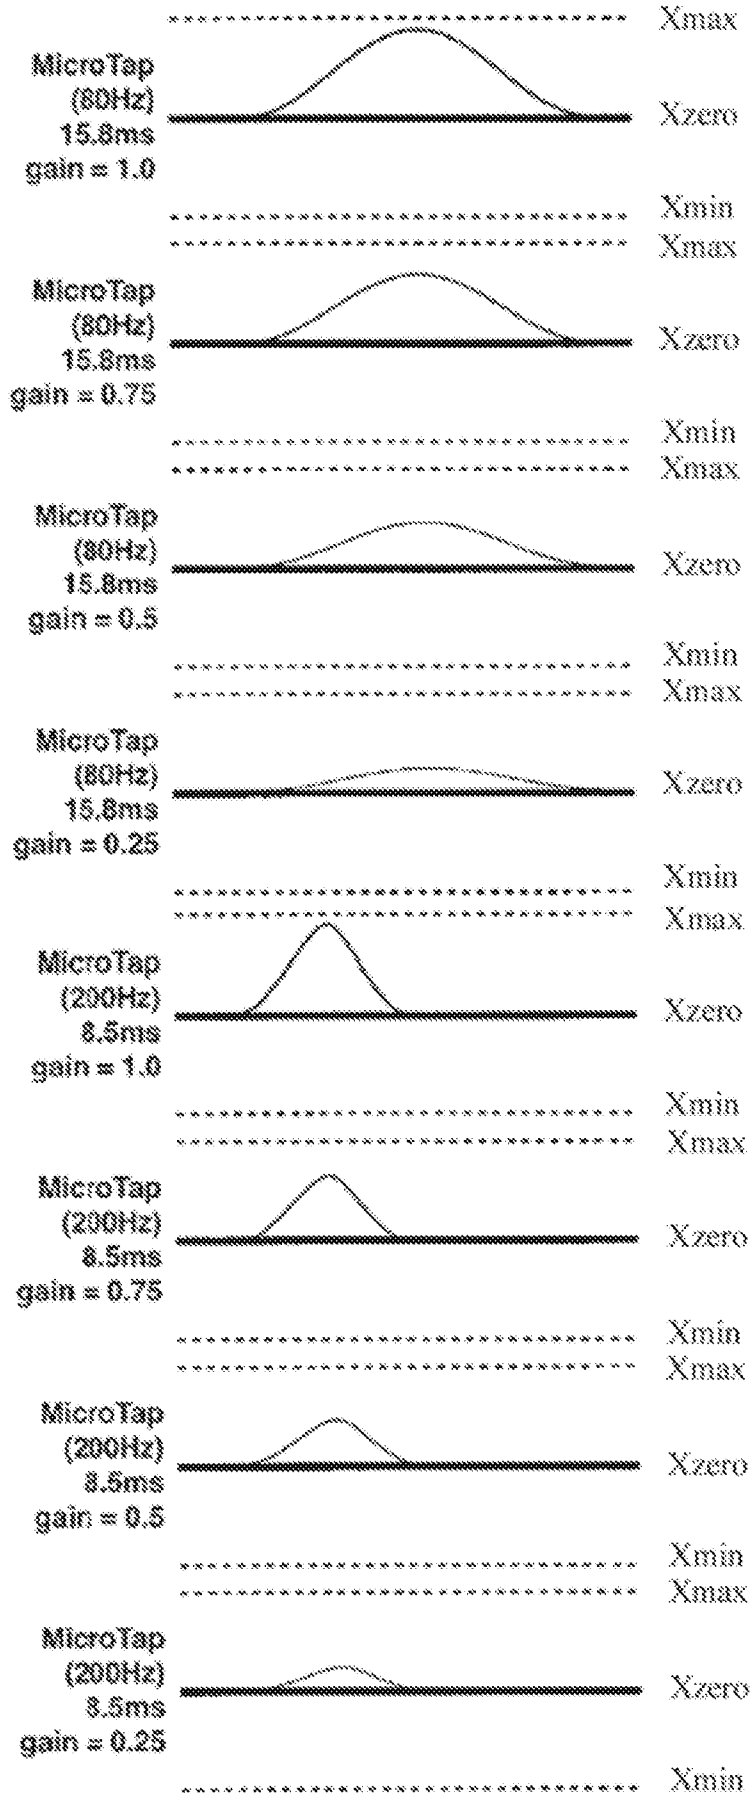 Xmax
MicroTap
(80Hz)
15.8ms
gain = 1.0
Xzero
Xmin
Xmax
MicroTap
(80Hz)
15.8ms
gain = 0.75
Xzero
Xmin
Xmax
MicroTap
(80Hz)
15.8ms
gain = 0.5
Xzero
Xmin
Xmax
MicroTap
(80Hz)
15.8ms
gain = 0.25
Xzero
Xmin
Xmax
MicroTap
(200Hz)
8.5ms
gain = 1.0
Xzero
Xmin
Xmax
MicroTap
(200Hz)
8.5ms
gain = 0.75
Xzero
Xmin
Xmax
MicroTap
(200Hz)
8.5ms
gain = 0.5
Xzero
Xmin
Xmax
MicroTap
(200Hz)
8.5ms
gain = 0.25
Xzero
Xmin